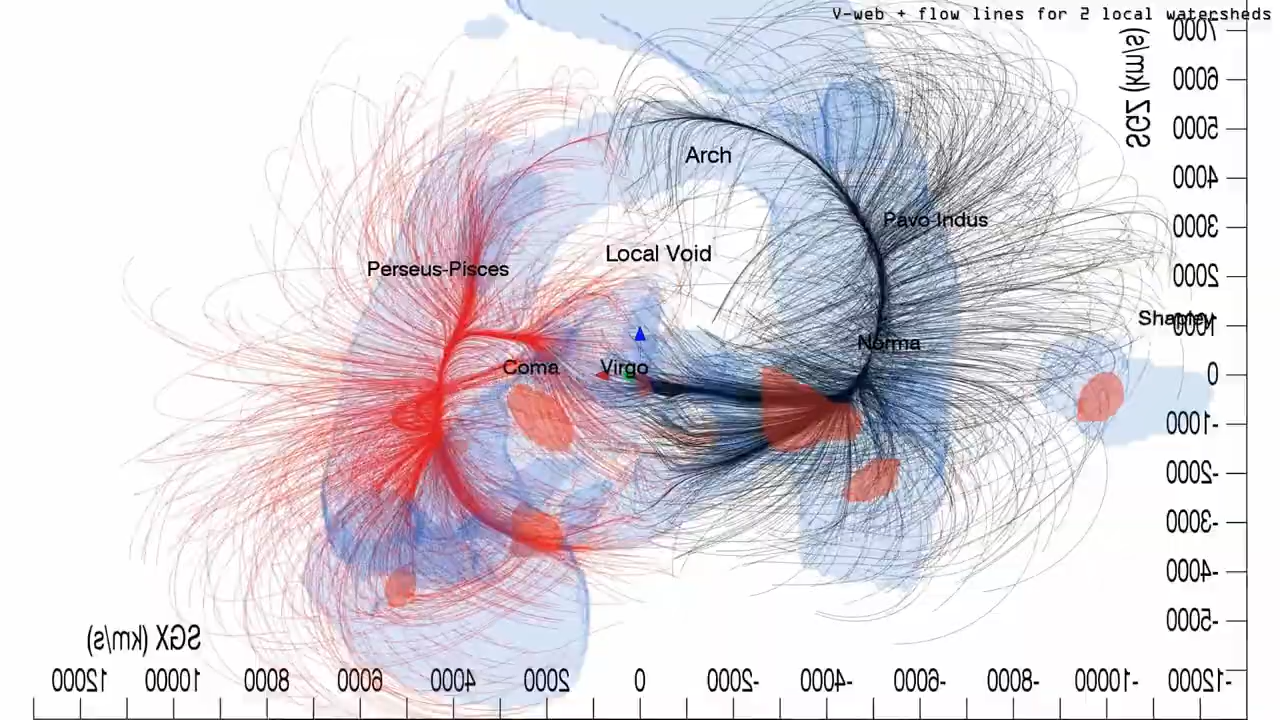 V-web + flow lines for 2 local watersheds
7000
SGZ (km/s)
6000
5000
Arch
4000
Pavo Indus
3000
Local Void
Perseus-Pisces
2000
Shapley
1000
Norma
Coma
Virgo
0
-1000
-2000
-3000
-4000
-5000
SGX (km/s)
12000 10000 8000 6000 4000 2000 0 -2000 -4000 -6000 -8000 -10000 -12000